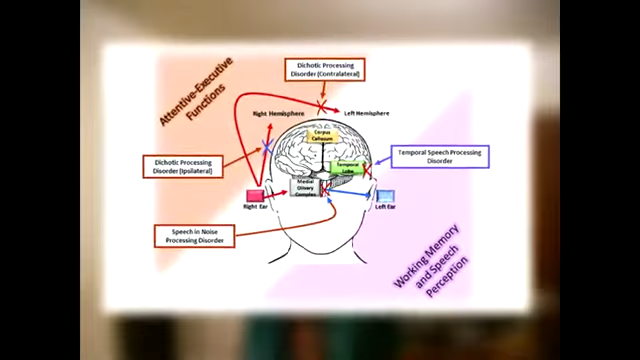 Attentive-Executive
Functions
Dichotic Processing
Disorder (Contralateral)
Right Hemisphere
Left Hemisphere
Corpus
Callosum
Dichotic Processing
Disorder (Ipsilateral)
Temporal
Lobe
Temporal Speech Processing
Disorder
Medial
Olivary
Complex
Right Ear
Left Ear
Speech in Noise
Processing Disorder
Working Memory
and Speech
Perception